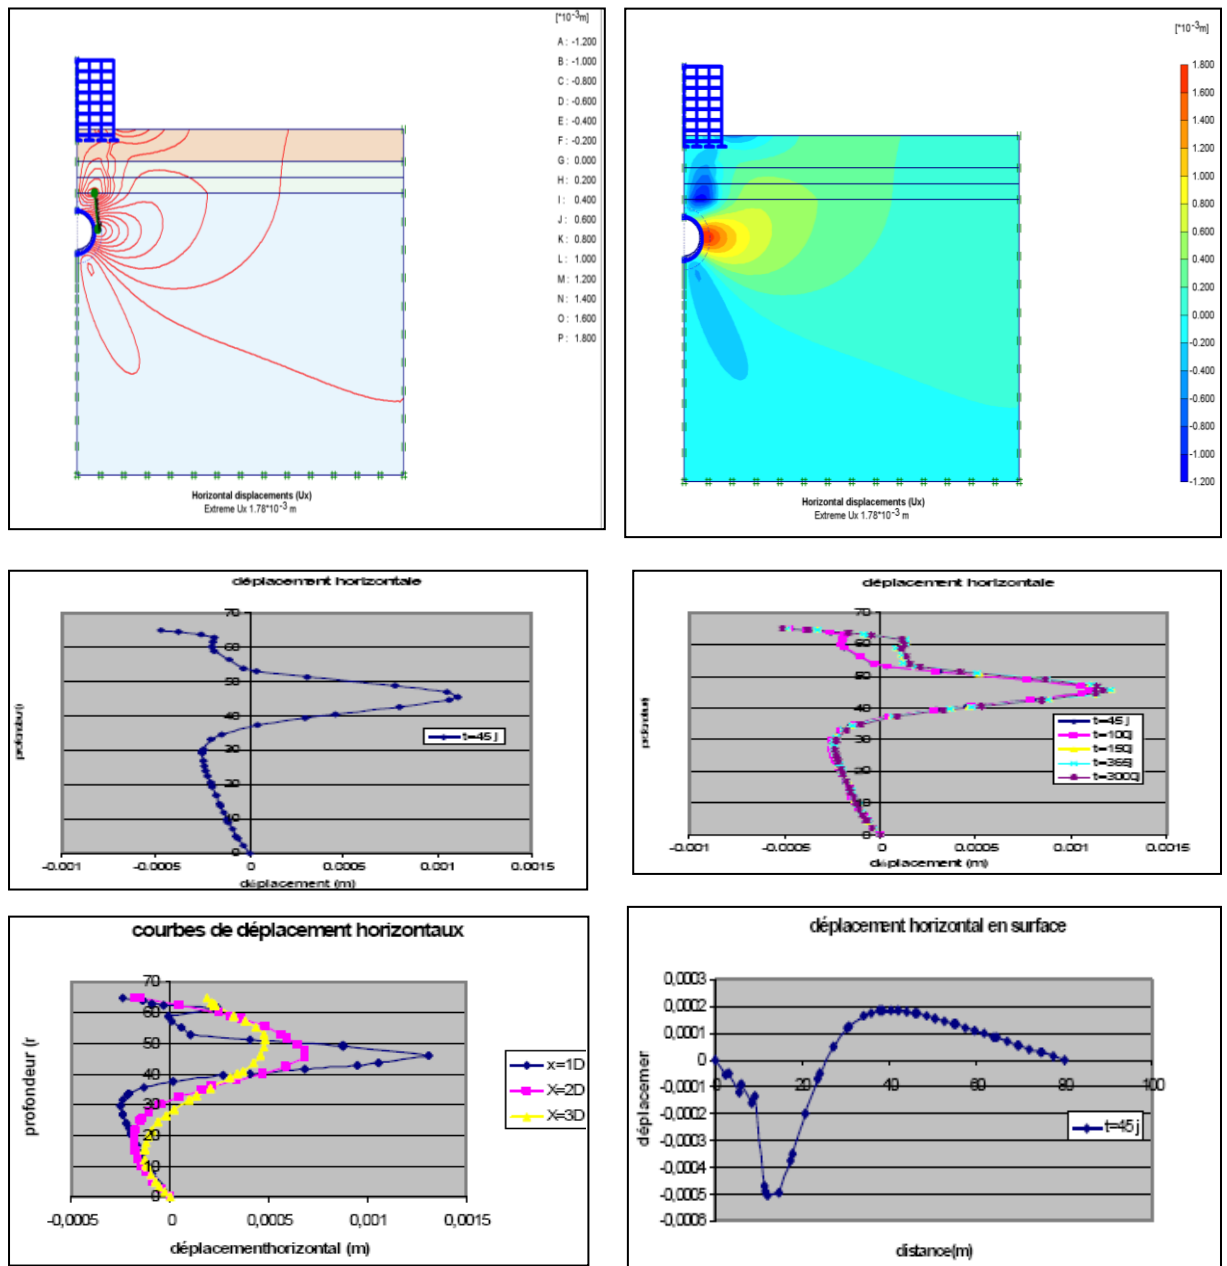 [*10-3m]
A : -1.200
B : -1.000
C : -0.800
D : -0.600
E : -0.400
F : -0.200
G : 0.000
H : 0.200
I : 0.400
J : 0.600
K : 0.800
L : 1.000
M : 1.200
N : 1.400
O : 1.600
P : 1.800
Horizontal displacements (Ux)
Extreme Ux 1.78*10-3 m
[*10-3m]
1.800
1.600
1.400
1.200
1.000
0.800
0.600
0.400
0.200
0.000
-0.200
-0.400
-0.600
-0.800
-1.000
-1.200
Horizontal displacements (Ux)
Extreme Ux 1.78*10-3 m
déplacement horizontale
70
60
50
40
30
20
10
0
-0.001
-0.0005
0
0.0005
0.001
0.0015
t=45 j
déplacement (m)
déplacement horizontale
70
60
50
40
30
20
10
0
-0.001
-0.0005
0
0.0005
0.001
0.0015
t=45 j
t=100j
t=150j
t=365j
t=3000j
déplacement (m)
courbes de déplacement horizontaux
profondeur (r
70
60
50
40
30
20
10
0
-0,0005
0
0,0005
0,001
0,0015
x=1D
X=2D
X=3D
déplacementhorizontal (m)
déplacement horizontal en surface
déplacemer
0,0003
0,0002
0,0001
0
-0,0001
-0,0002
-0,0003
-0,0004
-0,0005
-0,0006
20
40
60
80
100
t=45j
distance(m)